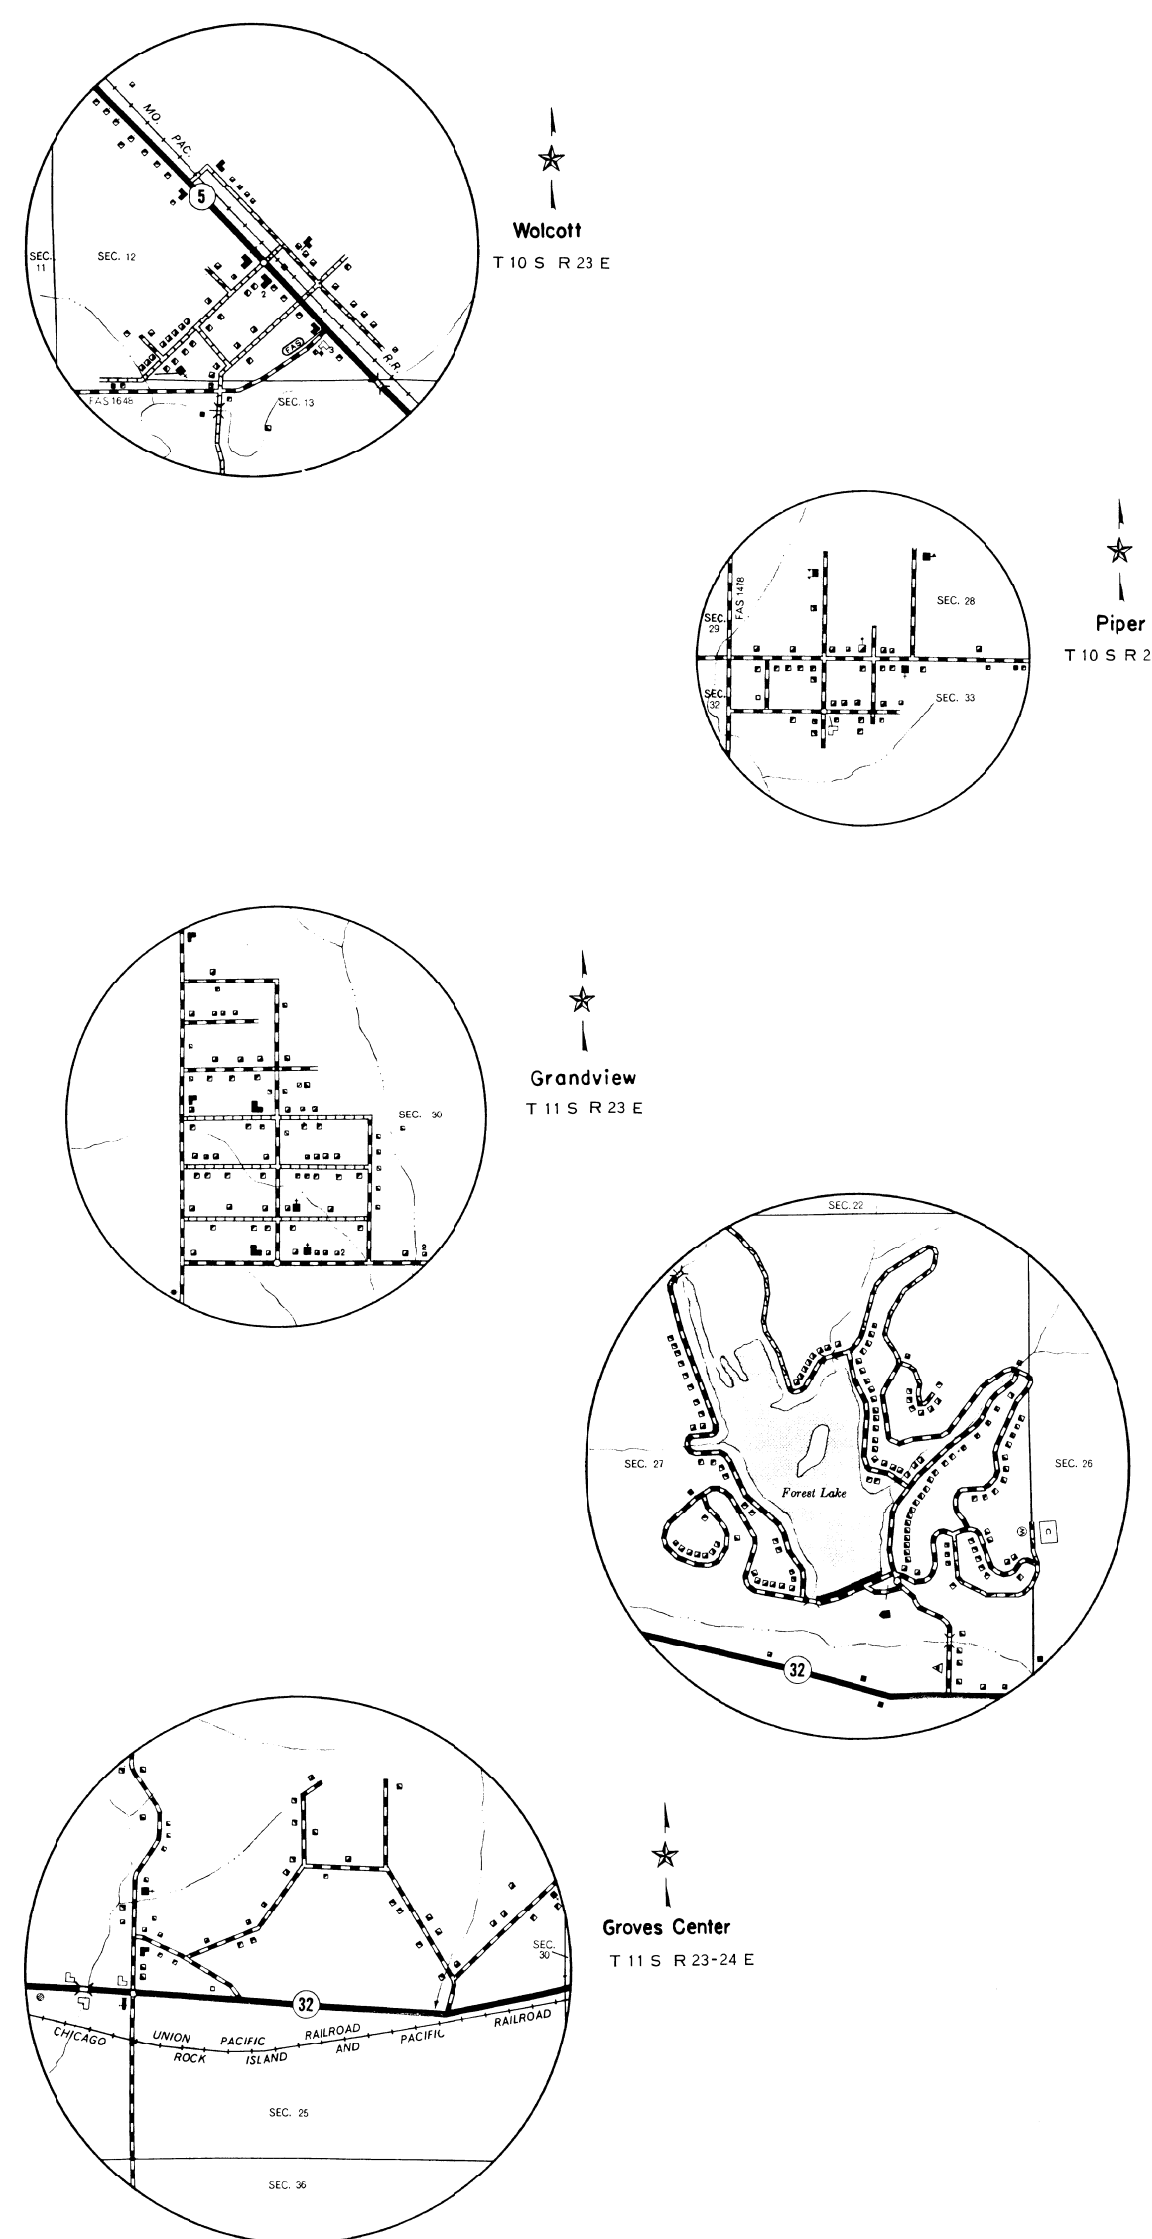 MO. PAC.
5
SEC.
11
SEC. 12
2
FAS
3
R.R.
FAS 1648
SEC. 13
Wolcott
T 10 S R 23 E
FAS 1478
SEC. 28
SEC.
29
SEC.
32
SEC. 33
Piper
T 10 S R 2
SEC. 30
2
2
Grandview
T 11 S R 23 E
SEC. 22
SEC. 27
SEC. 26
Forest Lake
32
SEC.
30
32
CHICAGO UNION PACIFIC RAILROAD
ROCK ISLAND AND PACIFIC RAILROAD
SEC. 25
SEC. 36
Groves Center
T 11 S R 23-24 E